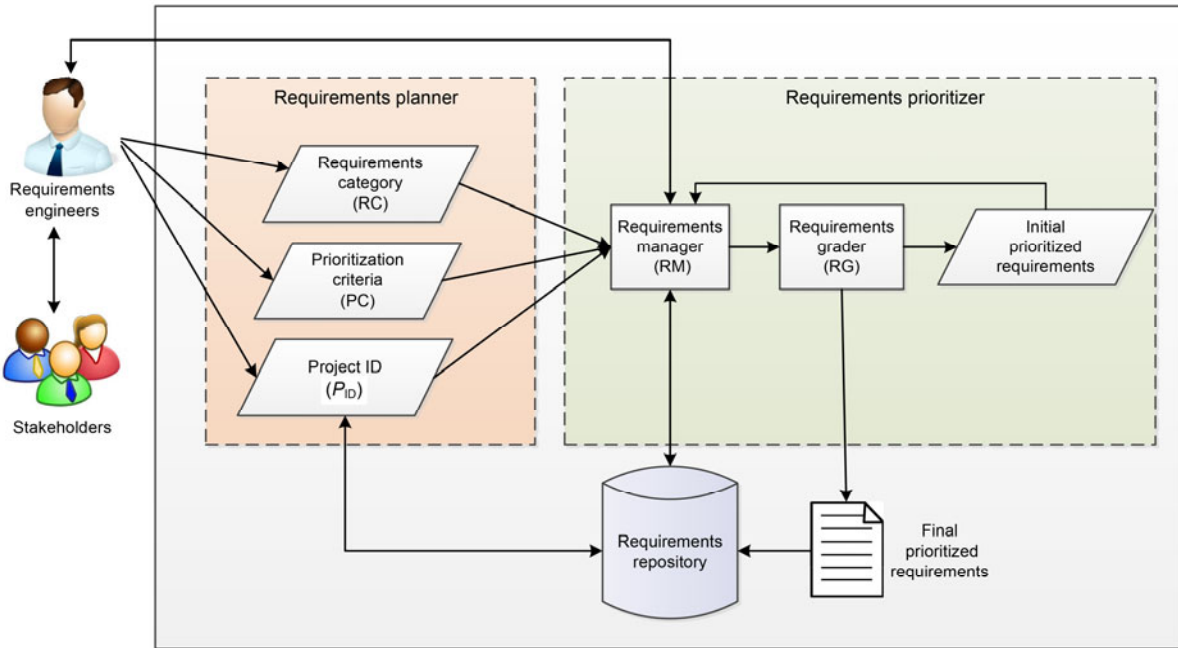 Requirements planner
Requirements prioritizer
Requirements
engineers
Stakeholders
Requirements
category
(RC)
Prioritization
criteria
(PC)
Project ID
(PID)
Requirements
manager
(RM)
Requirements
grader
(RG)
Initial
prioritized
requirements
Requirements
repository
Final
prioritized
requirements